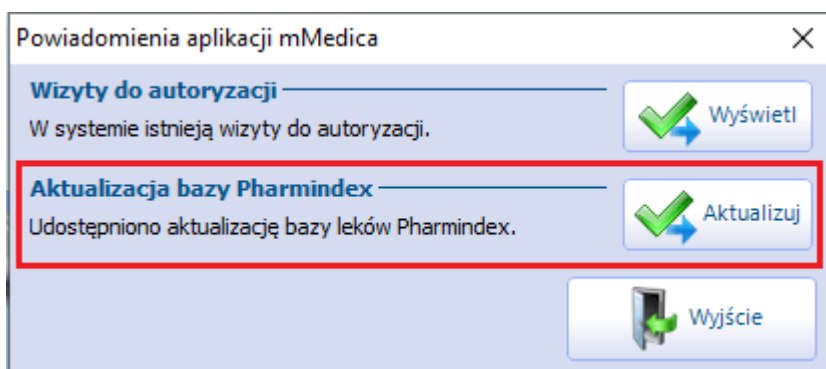 Powiadomienia aplikacji mMedica
Wizyty do autoryzacji
W systemie istnieją wizyty do autoryzacji.
Wyświetl
Aktualizacja bazy Pharmindex
Udostępniono aktualizację bazy leków Pharmindex.
Aktualizuj
Wyjście